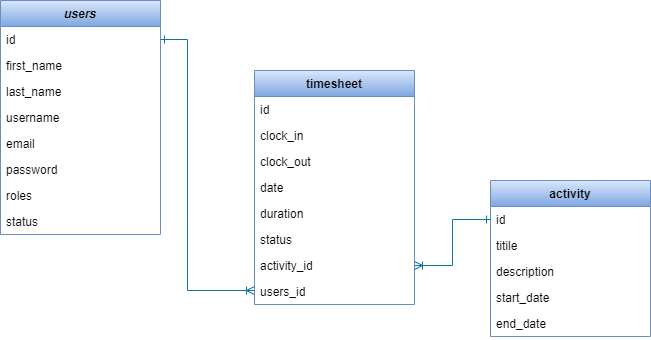 users
id
first_name
last_name
username
email
password
roles
status
timesheet
id
clock_in
clock_out
date
duration
status
activity_id
users_id
activity
id
titile
description
start_date
end_date